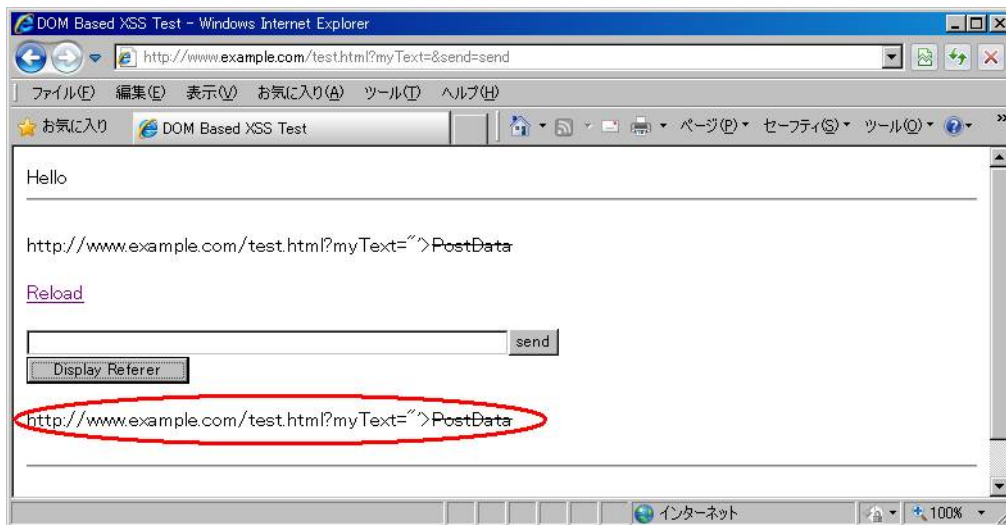 DOM Based XSS Test - Windows Internet Explorer
http://www.example.com/test.html?myText=&send=send
ファイル(F) 編集(E) 表示(V) お気に入り(A) ツール(T) ヘルプ(H)
お気に入り DOM Based XSS Test ページ(P) セーフティ(S) ツール(O) »
Hello
http://www.example.com/test.html?myText="">PostData
Reload
send
Display Referer
http://www.example.com/test.html?myText="">PostData
インターネット 100%